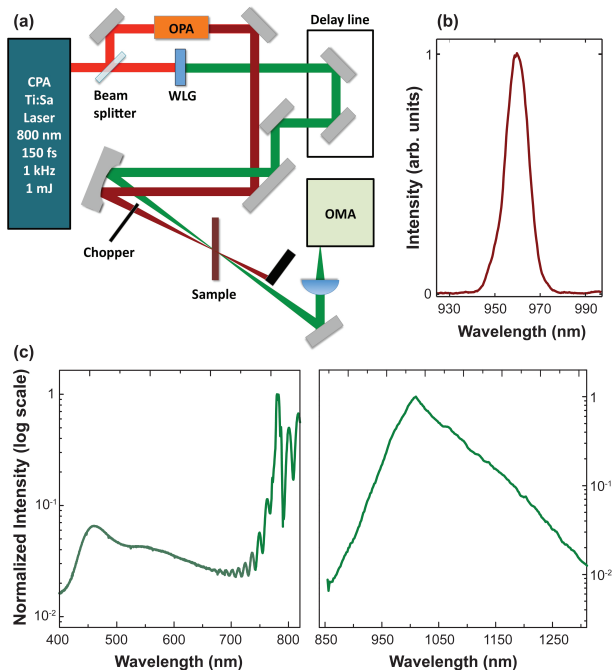 (a)
OPA
Delay line
CPA
Ti:Sa
Laser
800 nm
150 fs
1 kHz
1 mJ
Beam
splitter
WLG
OMA
Chopper
Sample
(b)
Intensity (arb. units)
1
0
930 950 970 990
Wavelength (nm)
(c)
Normalized Intensity (log scale)
1
10⁻¹
10⁻²
400 500 600 700 800
Wavelength (nm)
1
10⁻¹
10⁻²
850 950 1050 1150 1250
Wavelength (nm)